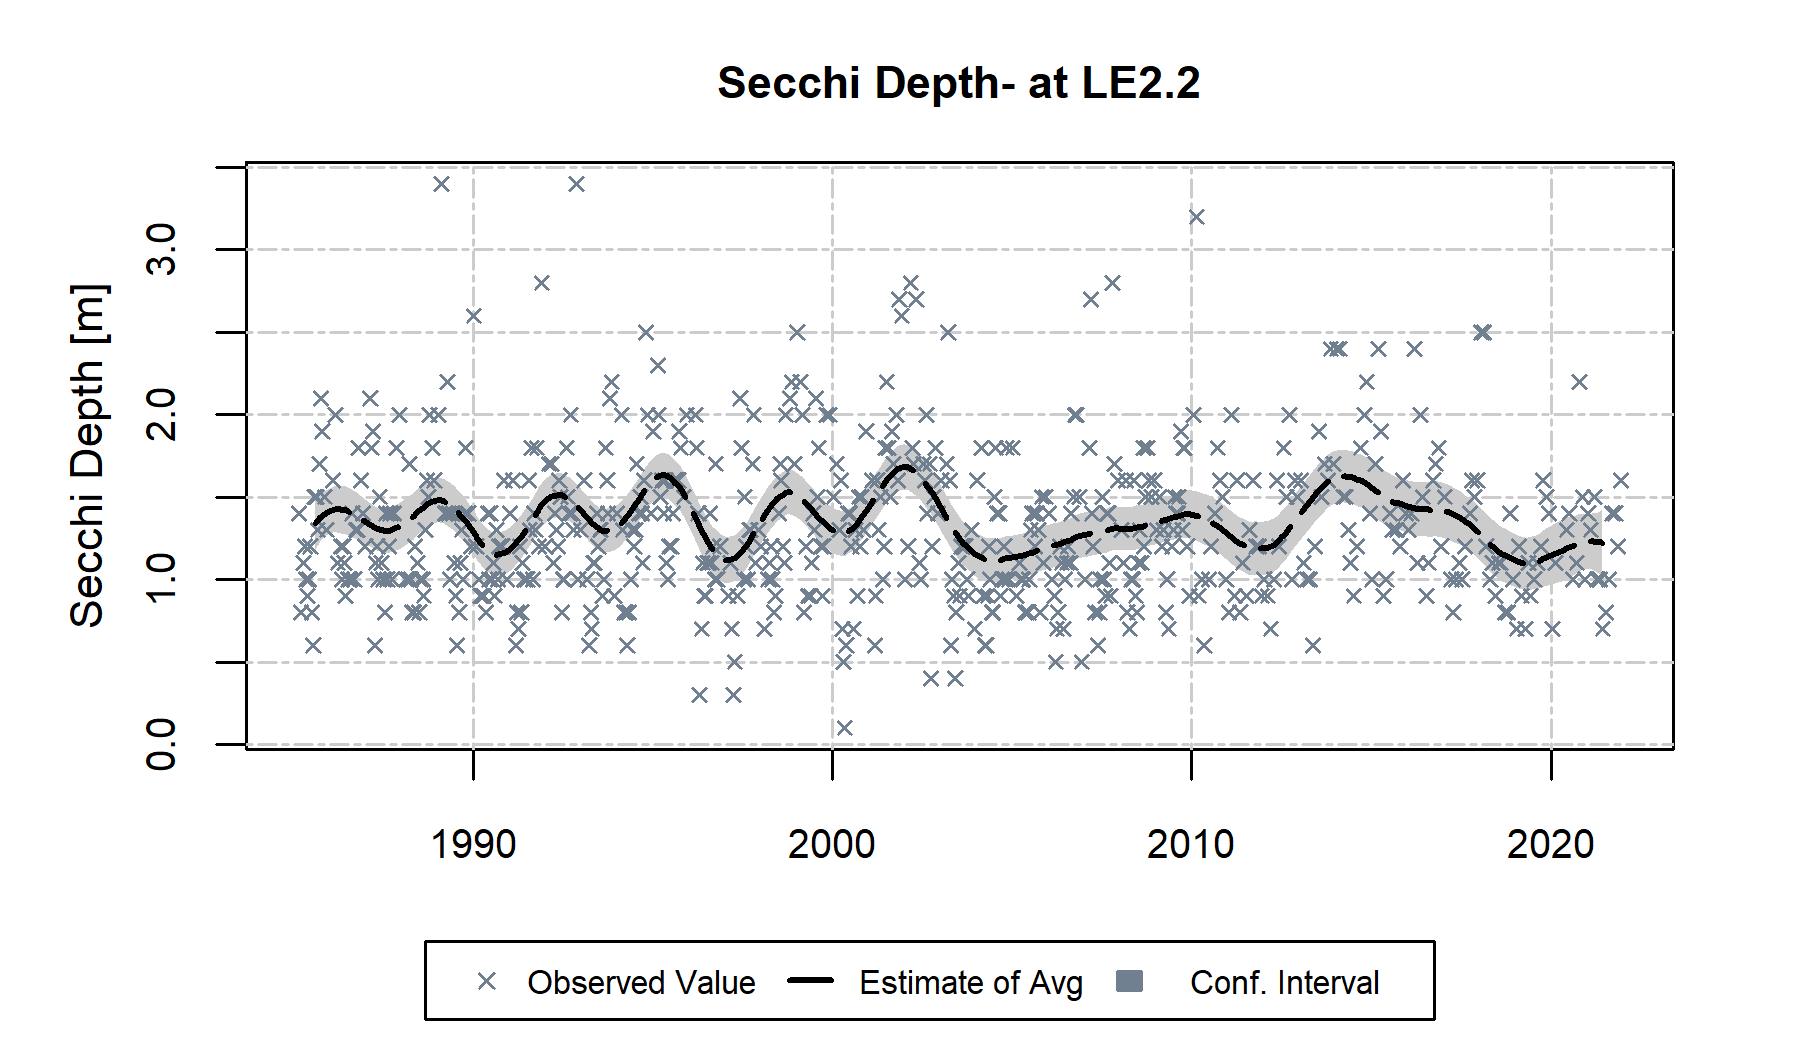 Secchi Depth- at LE2.2
Secchi Depth [m]
3.0
2.0
1.0
0.0
1990 2000 2010 2020
Observed Value Estimate of Avg Conf. Interval